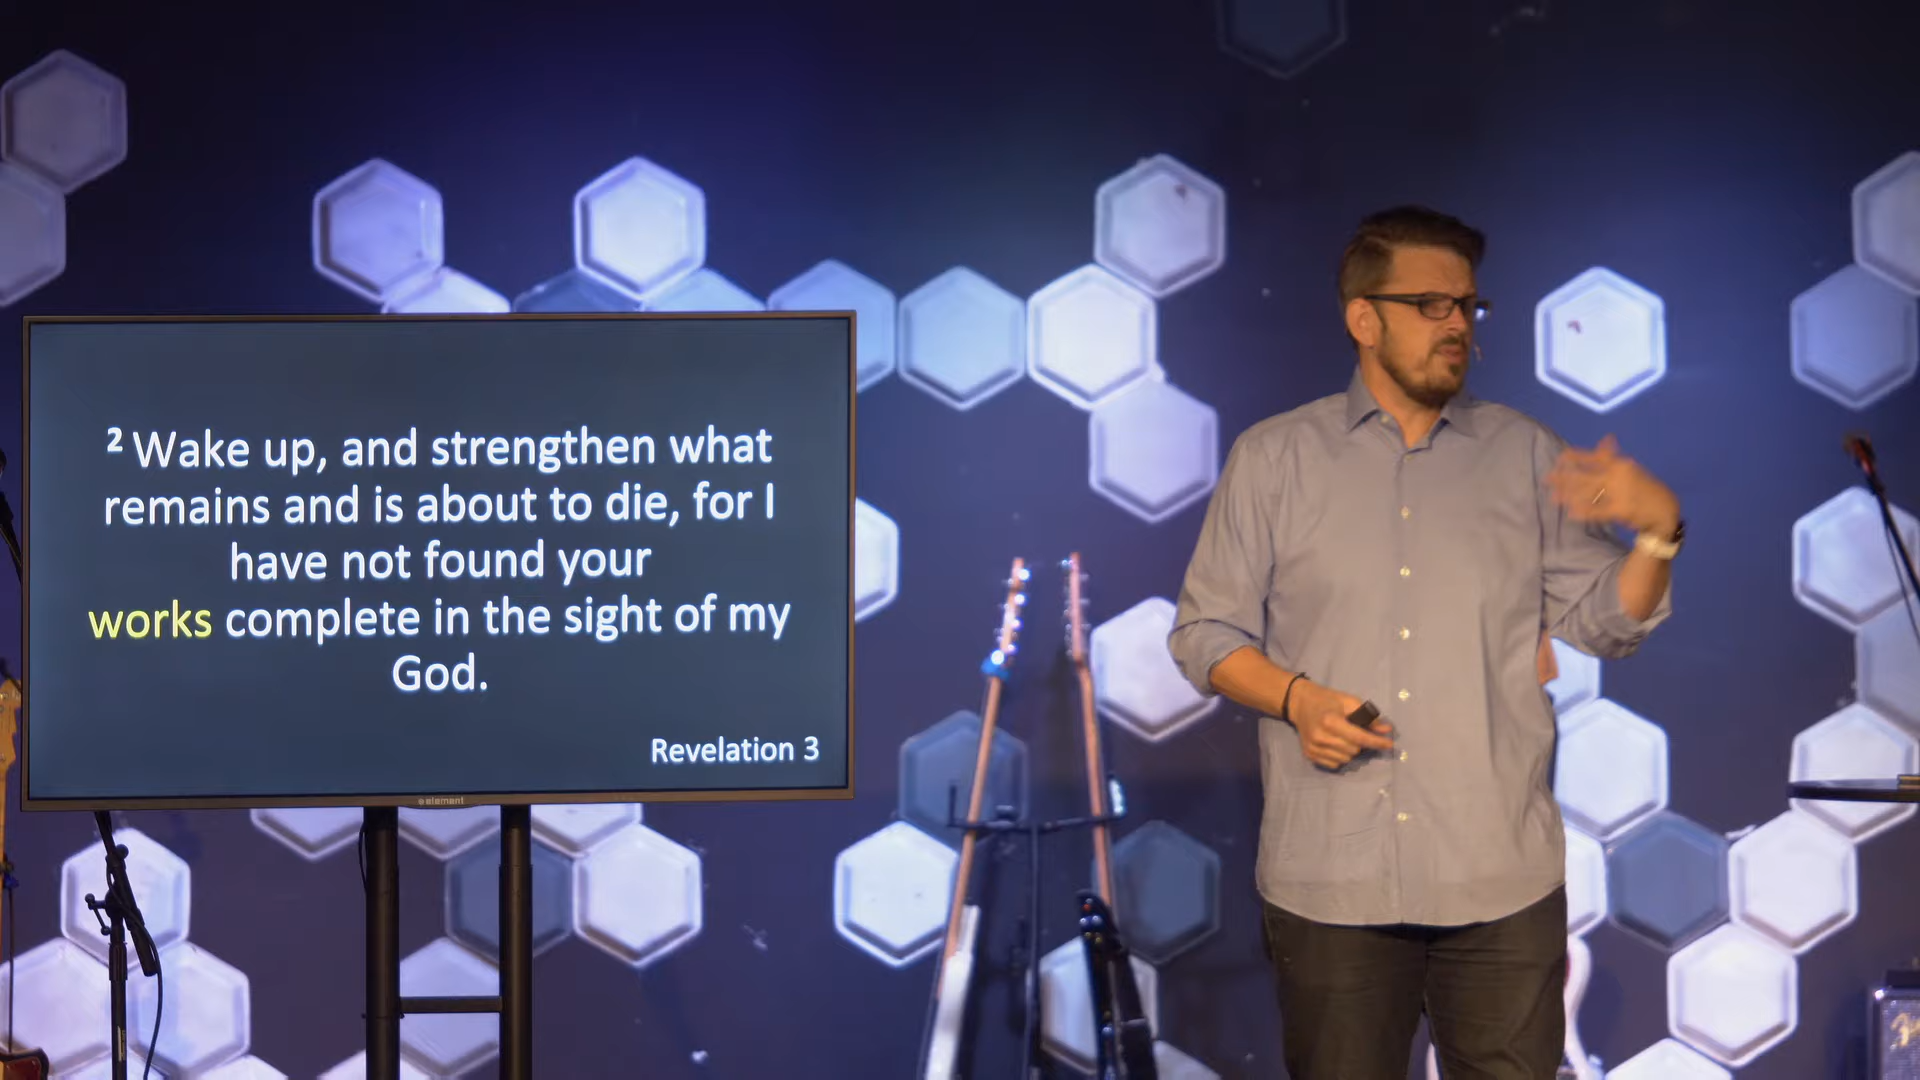 ² Wake up, and strengthen what
remains and is about to die, for I
have not found your
works complete in the sight of my
God.
Revelation 3
element